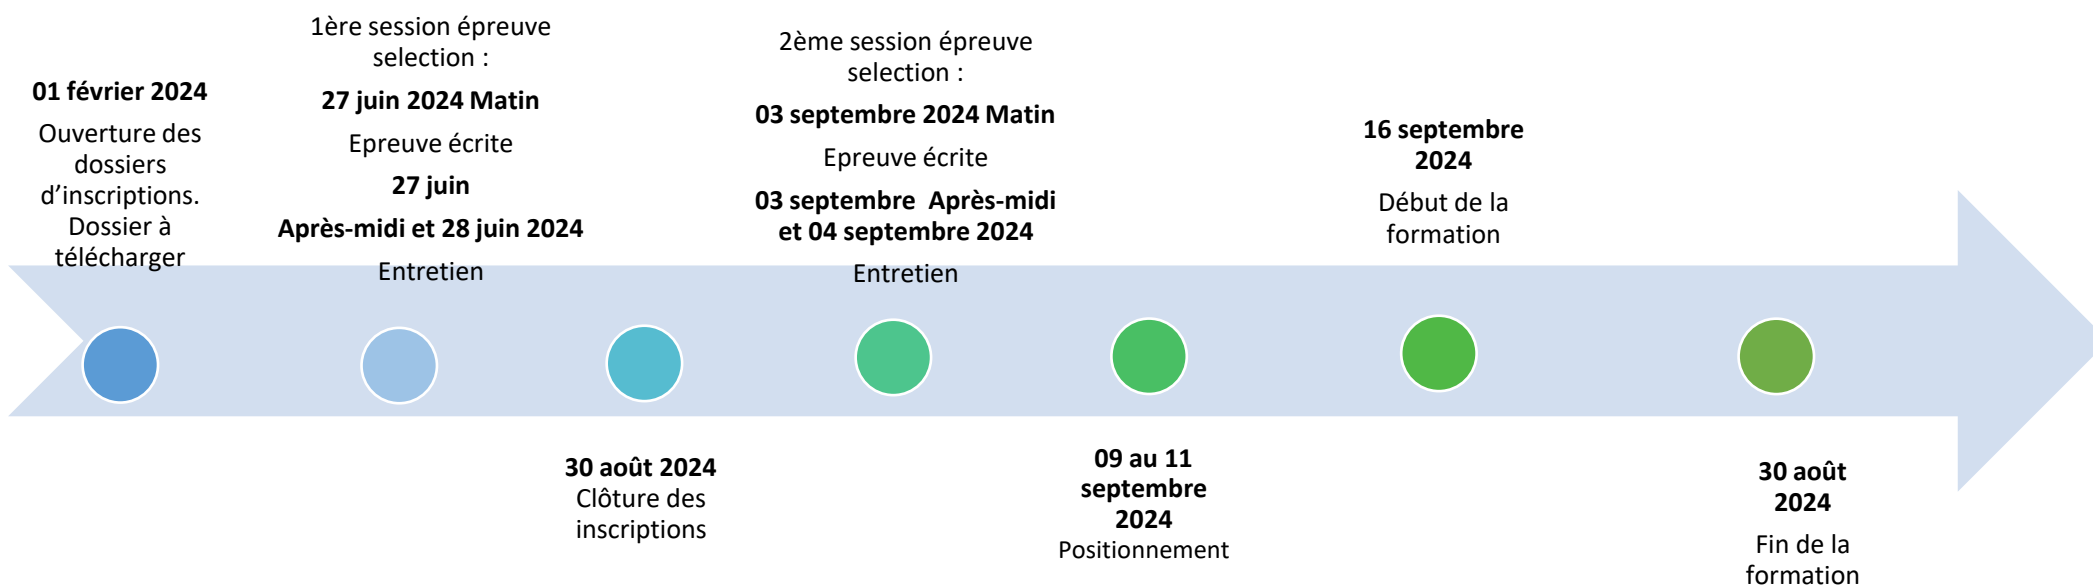 01 février 2024
Ouverture des
dossiers
d’inscriptions.
Dossier à
télécharger
1ère session épreuve
selection :
27 juin 2024 Matin
Epreuve écrite
27 juin
Après-midi et 28 juin 2024
Entretien
30 août 2024
Clôture des
inscriptions
2ème session épreuve
selection :
03 septembre 2024 Matin
Epreuve écrite
03 septembre  Après-midi
et 04 septembre 2024
Entretien
09 au 11
septembre
2024
Positionnement
16 septembre
2024
Début de la
formation
30 août
2024
Fin de la
formation